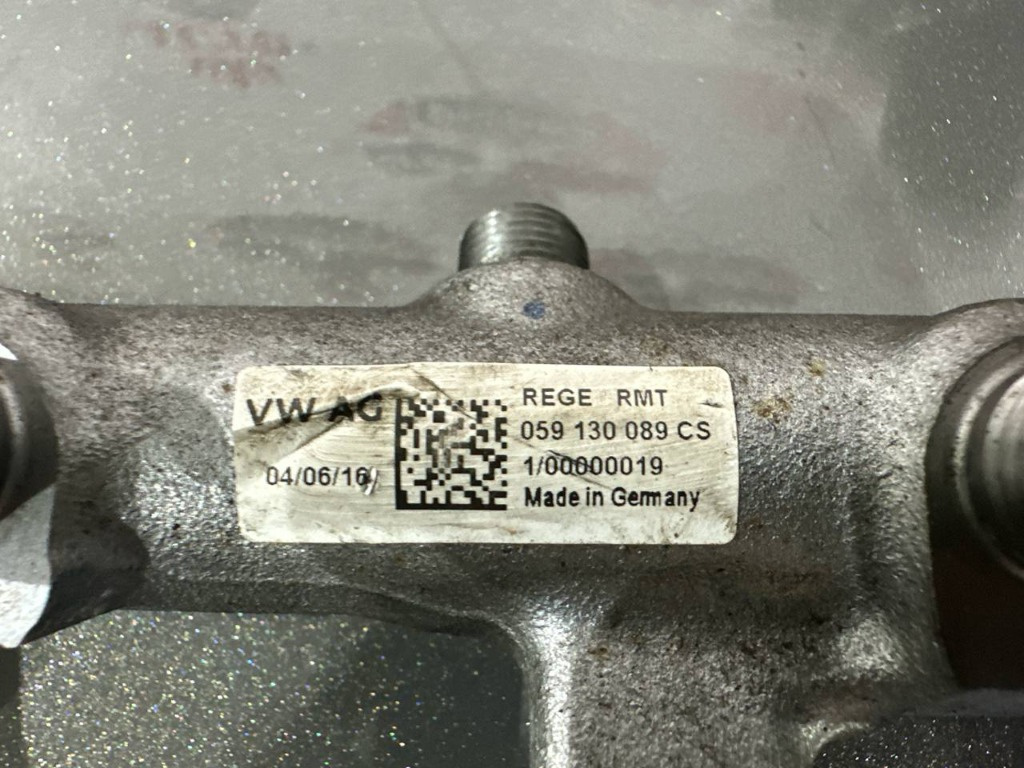 VW AG
04/06/16
REGE RMT
059 130 089 CS
1/00000019
Made in Germany